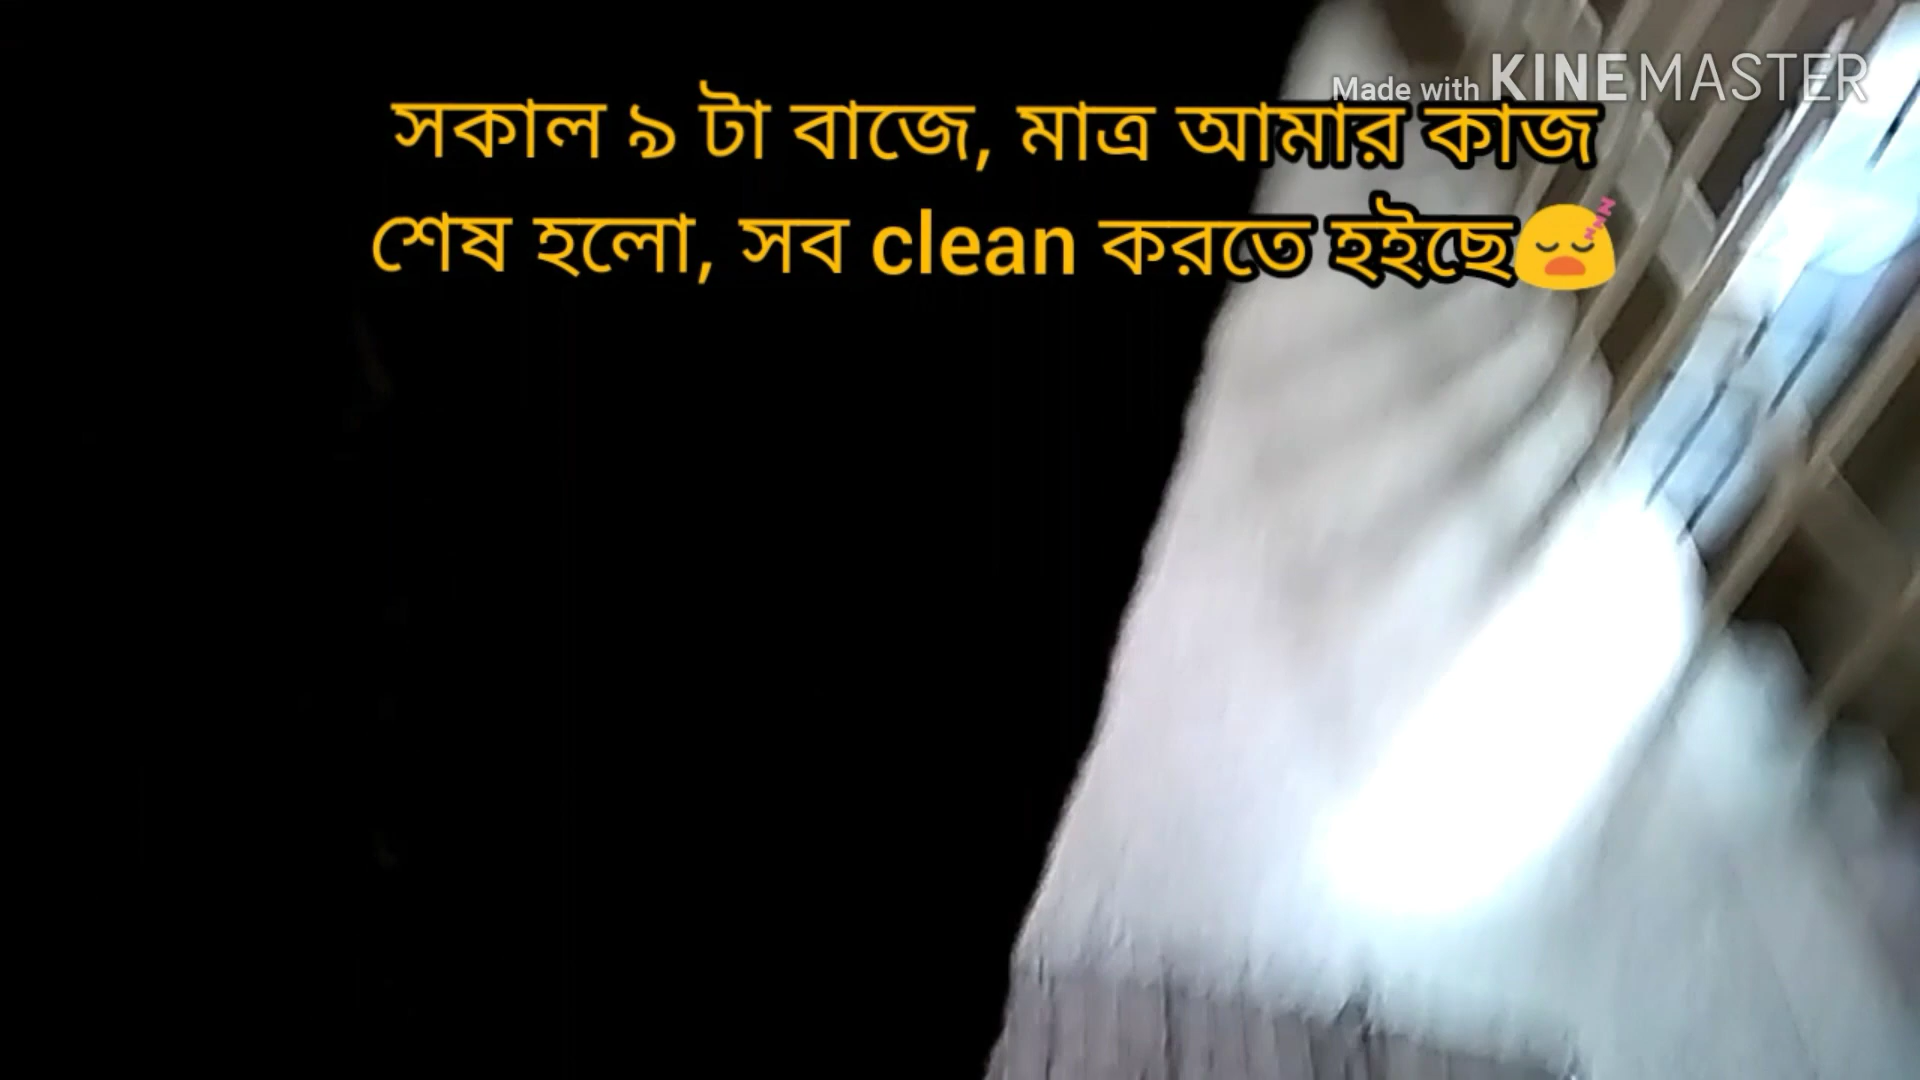 Made with KINEMASTER
সকাল ৯ টা বাজে, মাত্র আমার কাজ
শেষ হলো, সব clean করতে হইছে😴